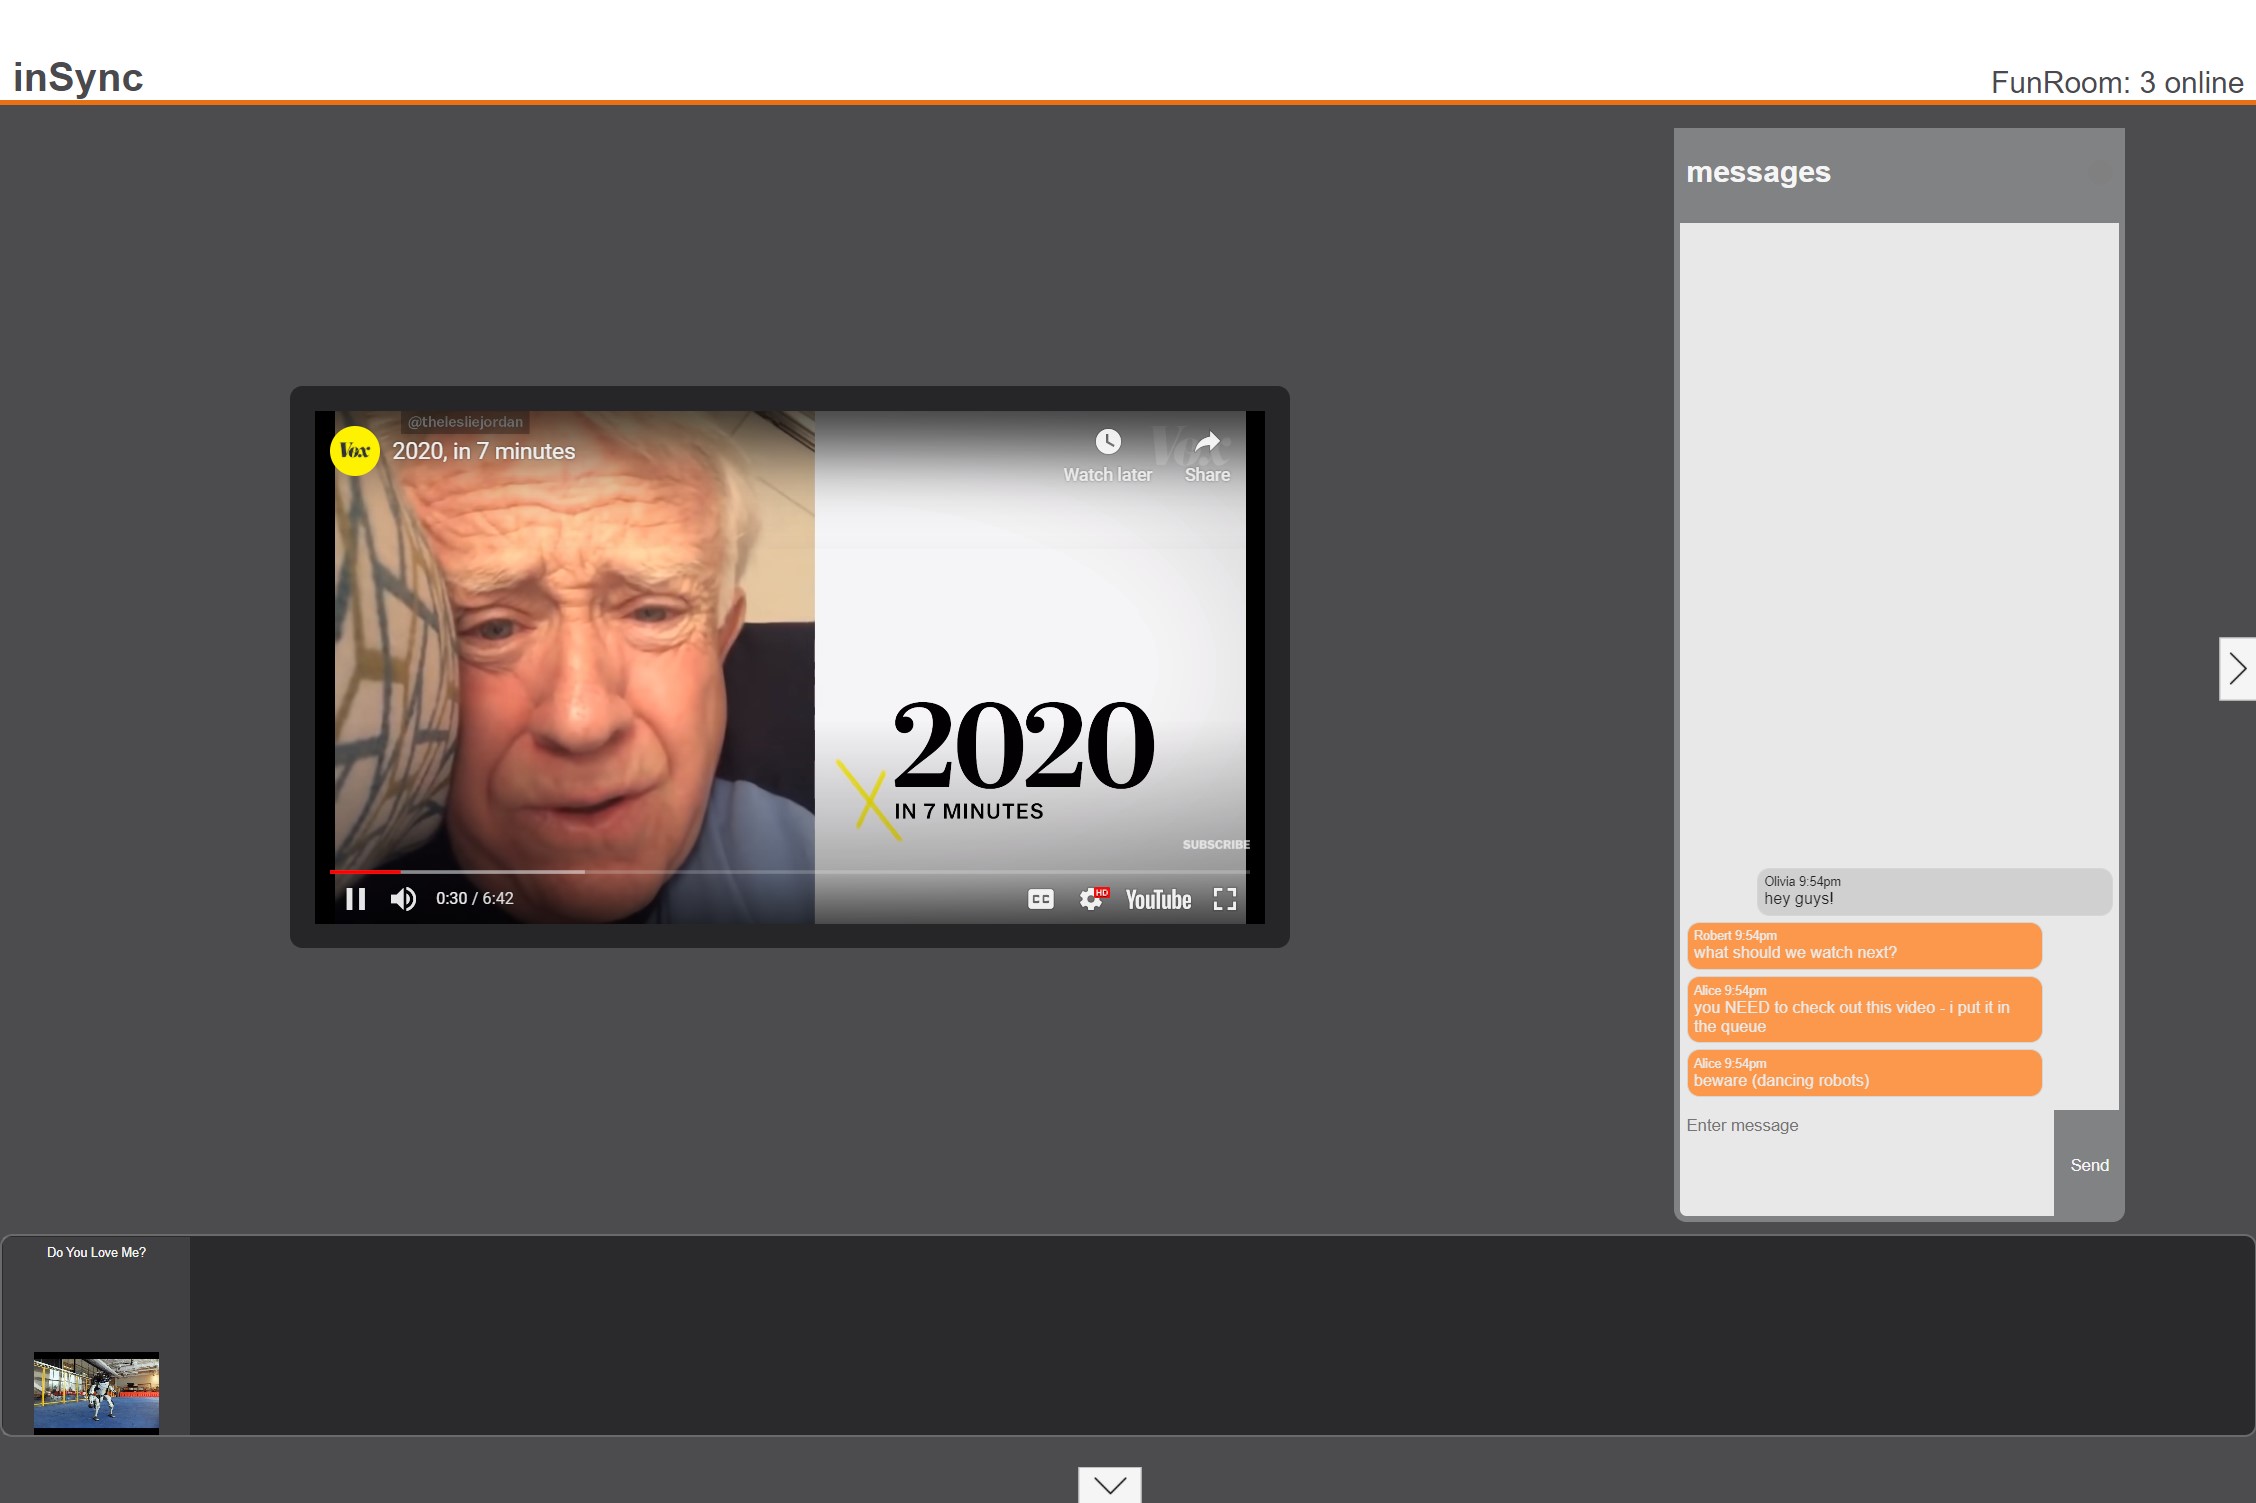 inSync
FunRoom: 3 online
@thelesliejordan
Vox
2020, in 7 minutes
Watch later
Vox
Share
2020
IN 7 MINUTES
SUBSCRIBE
0:30 / 6:42
CC
HD
YouTube
messages
Olivia 9:54pm
hey guys!
Robert 9:54pm
what should we watch next?
Alice 9:54pm
you NEED to check out this video - i put it in
the queue
Alice 9:54pm
beware (dancing robots)
Enter message
Send
Do You Love Me?